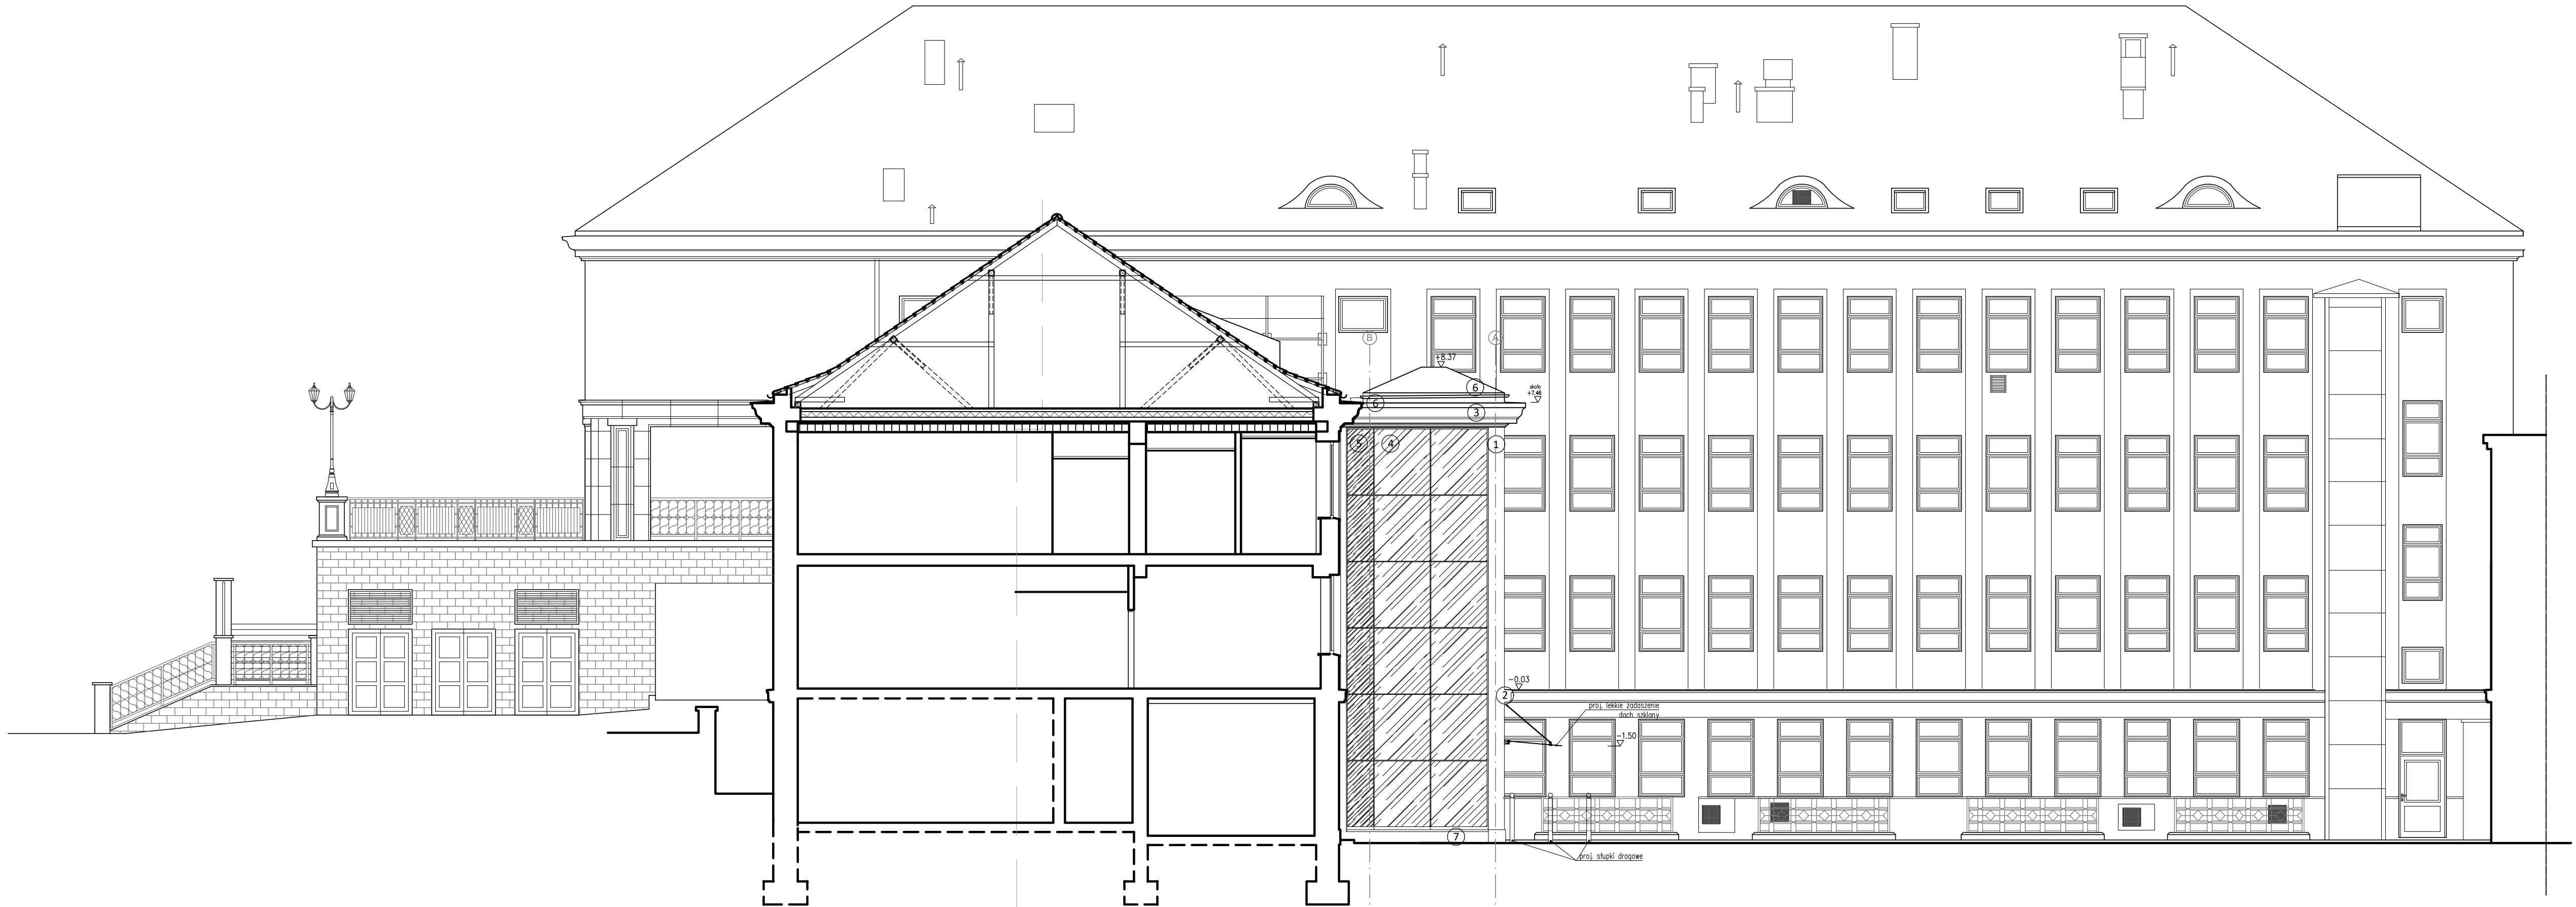 B
A
+8.37
6
około
+7.46
6
3
5
4
1
-0.03
2
proj. lekkie zadaszenie
dach szklany
-1.50
7
proj. słupki drogowe